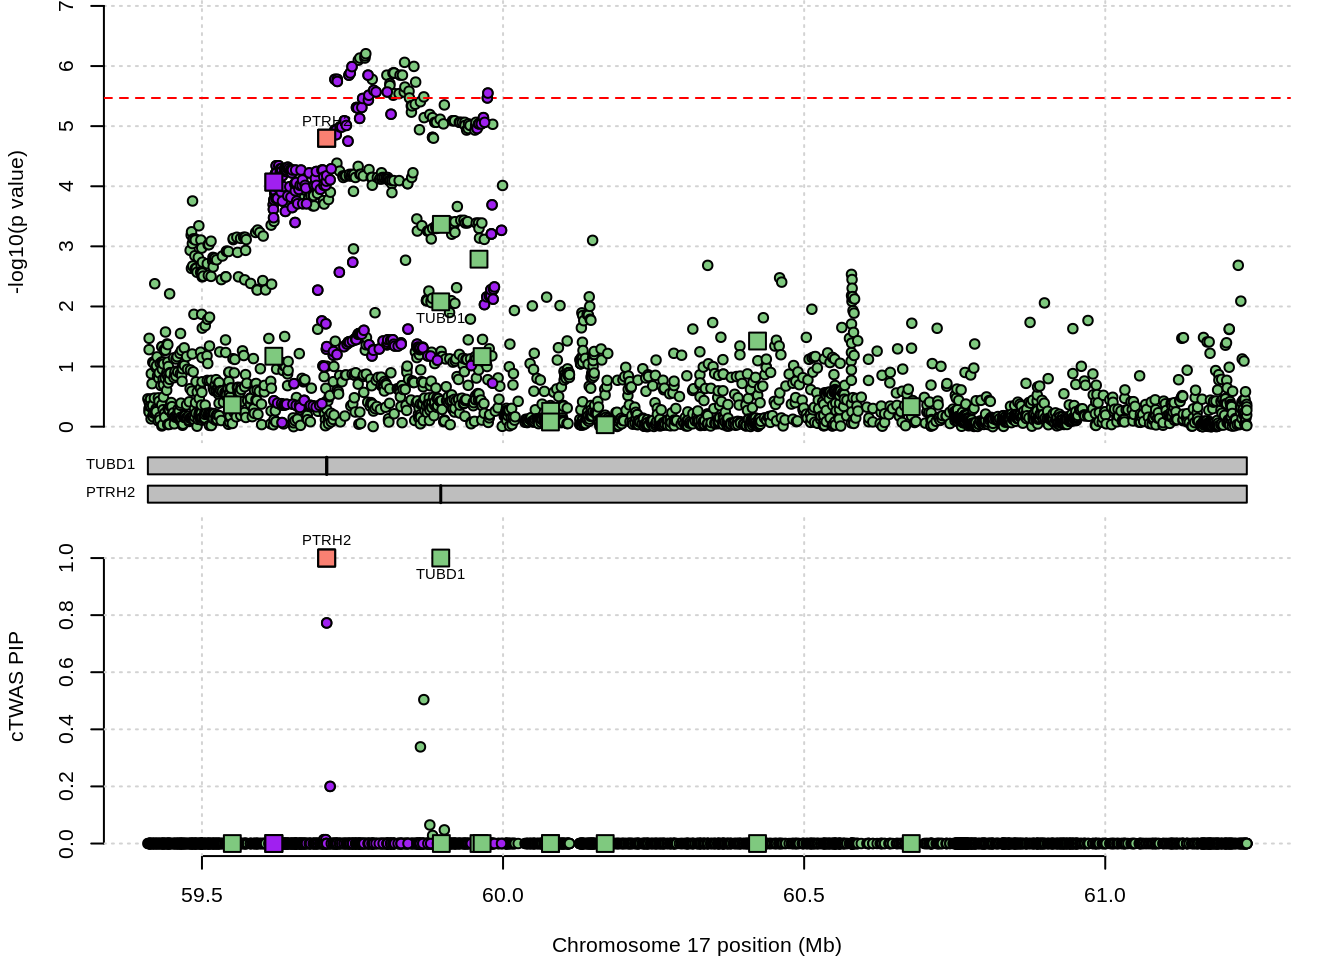 7
6
5
4
3
2
1
0
-log10(p value)
PTRH2
TUBD1
TUBD1
PTRH2
1.0
0.8
0.6
0.4
0.2
0.0
cTWAS PIP
PTRH2
TUBD1
59.5 60.0 60.5 61.0
Chromosome 17 position (Mb)